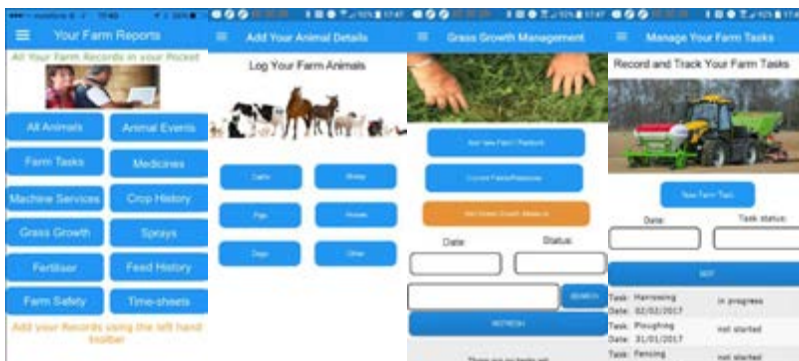 Your Farm Reports
All Your Farm Records in your Pocket
All Animals
Animal Events
Farm Tasks
Medicines
Machine Services
Crop History
Grass Growth
Sprays
Fertiliser
Feed History
Farm Safety
Time-sheets
Add your Records using the left hand
toolbar
Add Your Animal Details
Log Your Farm Animals
Cattle
Sheep
Pigs
Horses
Dogs
Other
Grass Growth Management
Date:
Status:
SEARCH
REFRESH
Manage Your Farm Tasks
Record and Track Your Farm Tasks
New Farm Task
Date:
Task status:
Task: Harrowing
in progress
Date: 02/02/2017
Task: Ploughing
not started
Date: 31/01/2017
Task: Fencing
not started